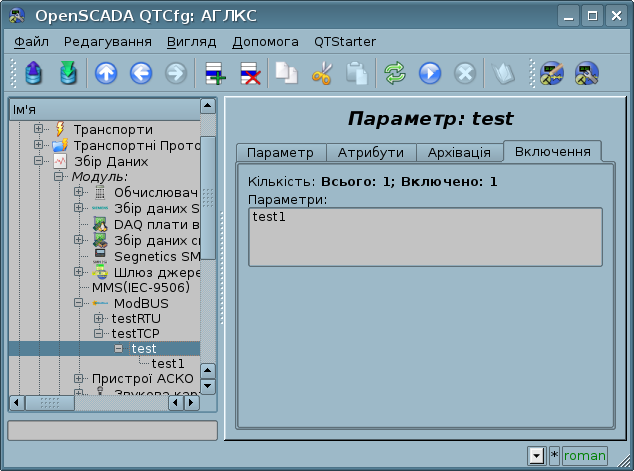 OpenSCADA QTCfg: АГЛКС
Файл Редагування Вигляд Допомога QTStarter
Ім'я
Транспорти
Транспортні Прото
Збір Даних
Модуль:
Обчислювач
Збір даних S
DAQ плати в
Збір даних с
Segnetics SM
Шлюз джере
MMS(IEC-9506)
ModBUS
testRTU
testTCP
test
test1
Пристрої АСКО
Звукова кар
Параметр: test
Параметр Атрибути Архівація Включення
Кількість: Всього: 1; Включено: 1
Параметри:
test1
* roman